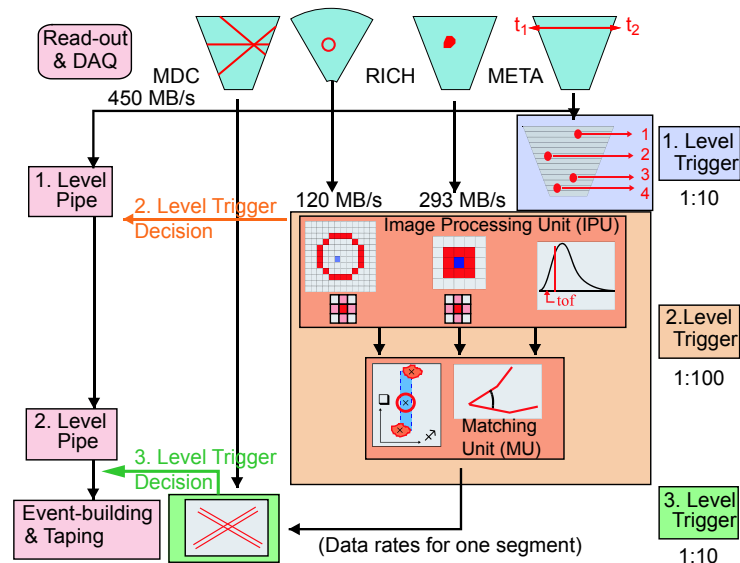 Read-out
& DAQ
t1
t2
MDC
RICH
META
450 MB/s
1
2
3
4
1. Level
Trigger
1:10
1. Level
Pipe
120 MB/s
293 MB/s
2. Level Trigger
Decision
Image Processing Unit (IPU)
tof
2.Level
Trigger
1:100
Matching
Unit (MU)
2. Level
Pipe
3. Level Trigger
Decision
Event-building
& Taping
(Data rates for one segment)
3. Level
Trigger
1:10